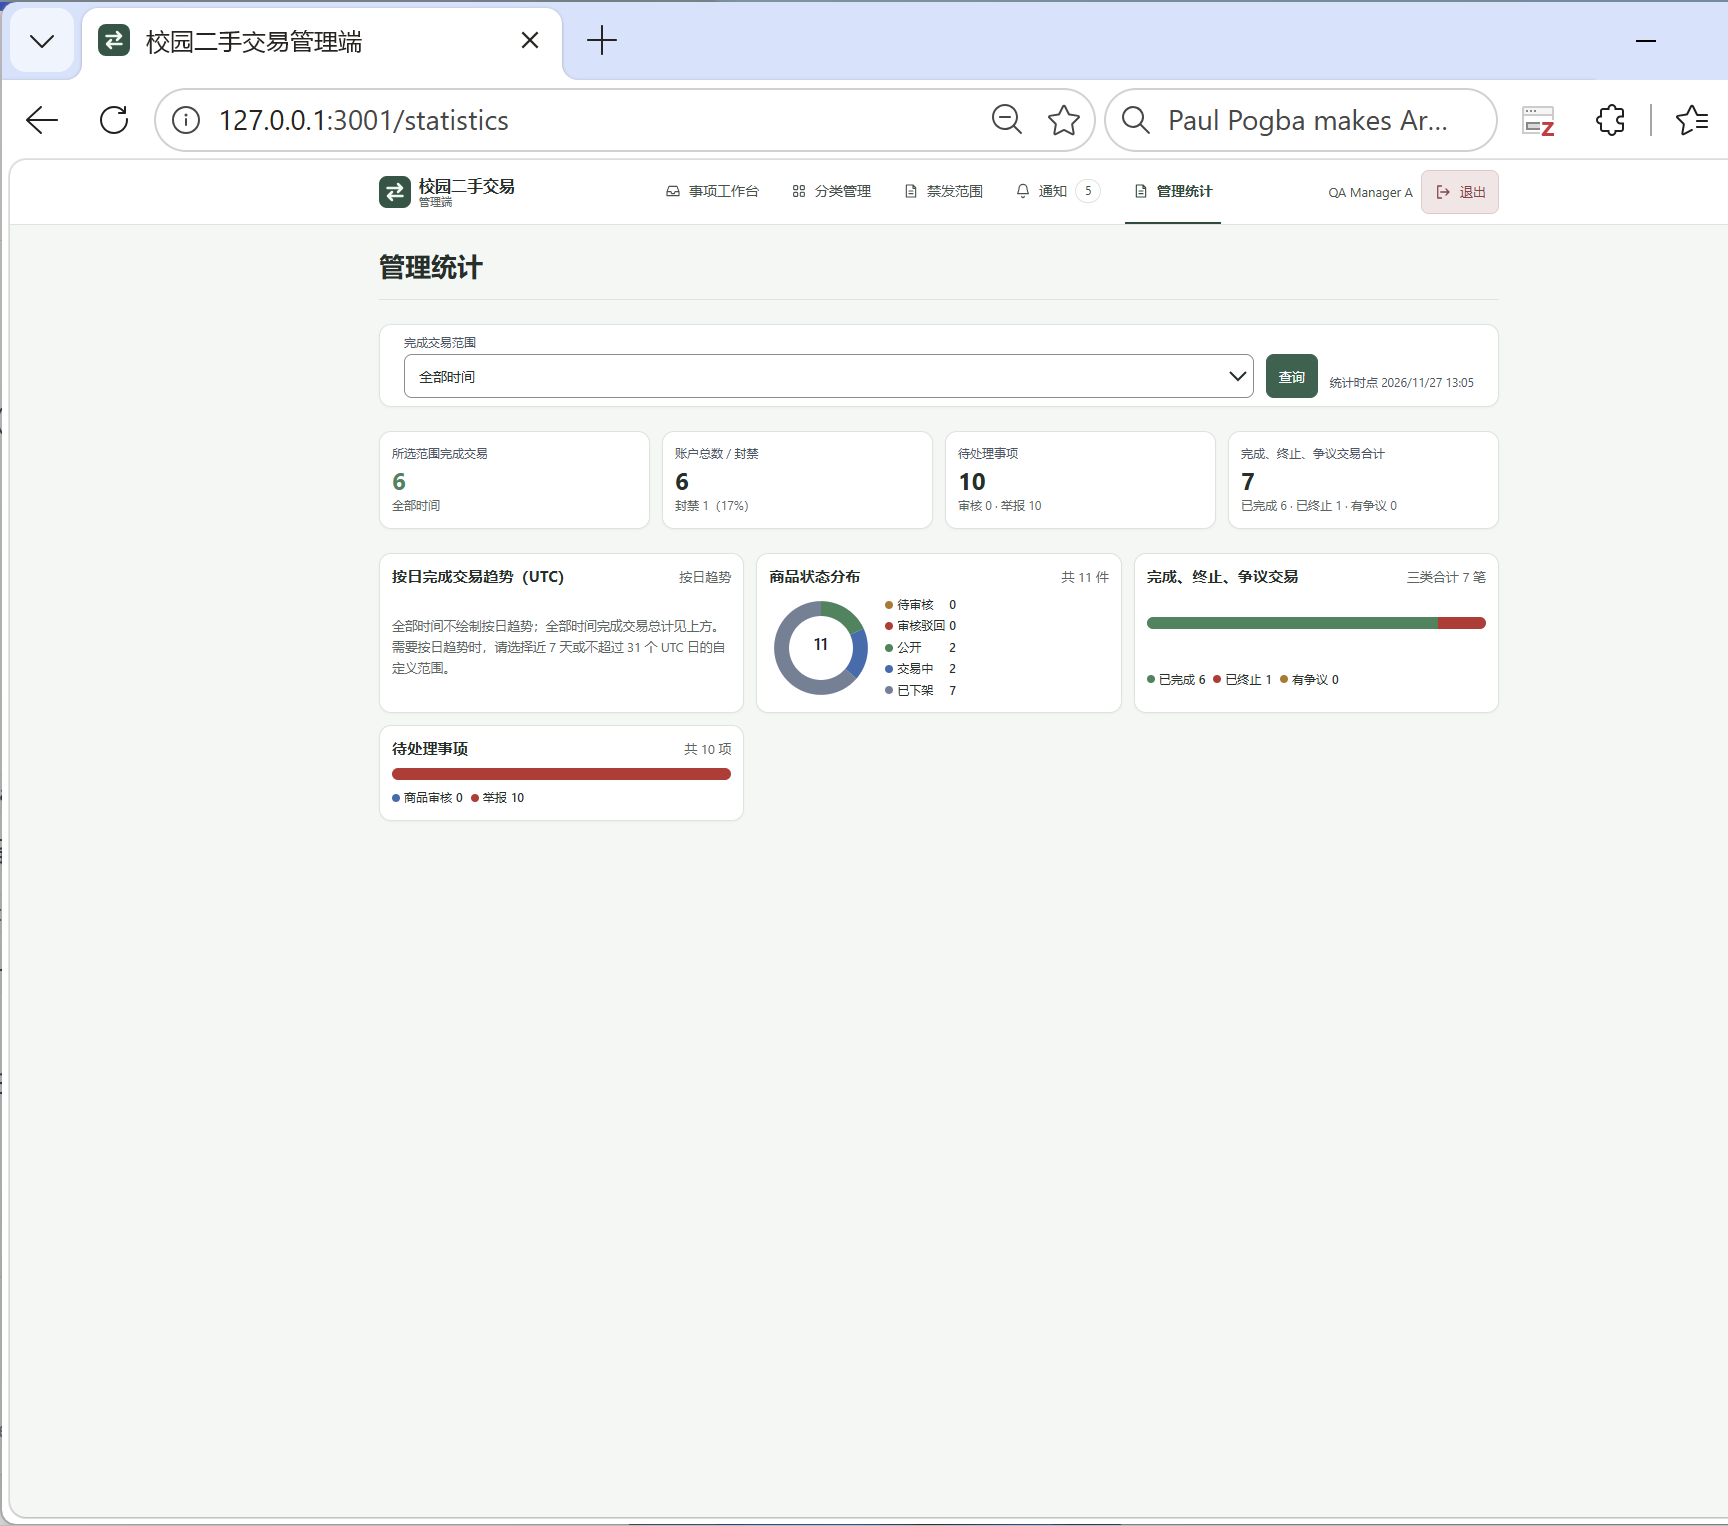 校园二手交易管理端
127.0.0.1:3001/statistics
Paul Pogba makes Ar...
校园二手交易
管理端
事项工作台
分类管理
禁发范围
通知 5
管理统计
QA Manager A
退出
管理统计
完成交易范围
全部时间
查询
统计时点 2026/11/27 13:05
所选范围完成交易
6
全部时间
账户总数 / 封禁
6
封禁 1（17%）
待处理事项
10
审核 0 · 举报 10
完成、终止、争议交易合计
7
已完成 6 · 已终止 1 · 有争议 0
按日完成交易趋势（UTC）
按日趋势
全部时间不绘制按日趋势；全部时间完成交易总计见上方。
需要按日趋势时，请选择近 7 天或不超过 31 个 UTC 日的自
定义范围。
商品状态分布
共 11 件
11
待审核 0
审核驳回 0
公开 2
交易中 2
已下架 7
完成、终止、争议交易
三类合计 7 笔
已完成 6 已终止 1 有争议 0
待处理事项
共 10 项
商品审核 0 举报 10